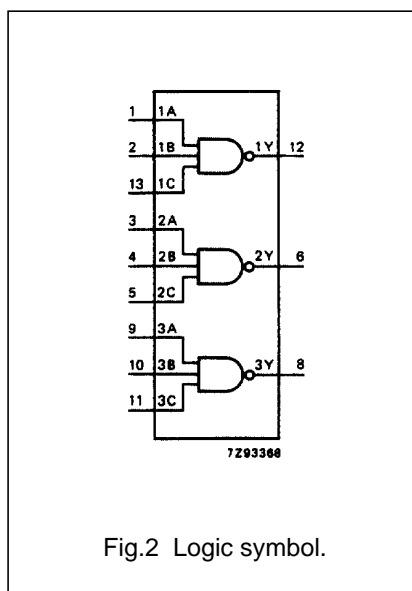 1 1A
2 1B 1Y 12
13 1C
3 2A
4 2B 2Y 6
5 2C
9 3A
10 3B 3Y 8
11 3C
7Z93368
Fig.2 Logic symbol.